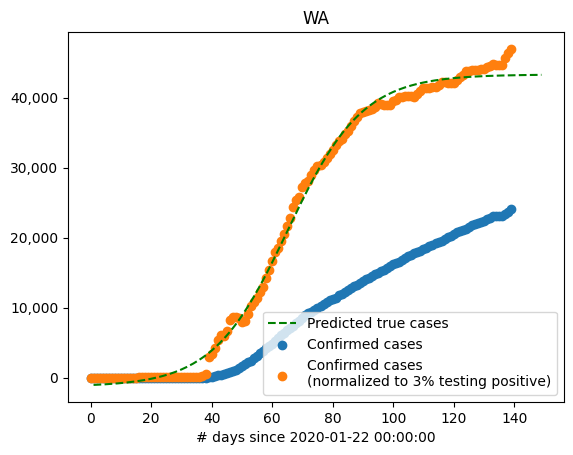 WA
40,000
30,000
20,000
10,000
0
Predicted true cases
Confirmed cases
Confirmed cases
(normalized to 3% testing positive)
0 20 40 60 80 100 120 140
# days since 2020-01-22 00:00:00